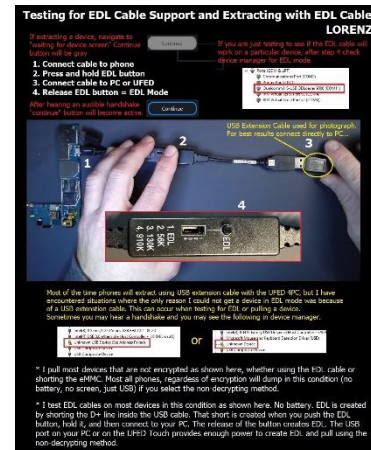 Testing for EDL Cable Support and Extracting with EDL Cable
LORENZ
If extracting a device, navigate to
"waiting for device screen" Continue
button will be gray
Continue
If you are just testing to see if the EDL cable will
work on a particular device, after step 4 check
device manager for EDL mode.
1. Connect cable to phone
2. Press and hold EDL button
3. Connect cable to PC or UFED
4. Release EDL button = EDL Mode
After hearing an audible handshake
"continue" button will become active.
Continue
USB Extension Cable used for photograph.
For best results connect directly to PC...
1
2
3
4
1. EDL
2. 56K
3. 130K
4. 910K
EDL
Most of the time phones will extract using USB extension cable with the UFED 4PC, but I have
encountered situations where the only reason I could not get a device in EDL mode was because
of a USB extenstion cable. This can occur when testing for EDL or pulling a device.
Sometimes you may hear a handshake and you may see the following in device manager.
or
* I pull most devices that are not encrypted as shown here, whether using the EDL cable or
shorting the eMMC. Most all phones, regardless of encryption will dump in this condition (no
battery, no screen, just USB) if you select the non-decrypting method.
* I test EDL cables on most devices in this condition as shown here. No battery. EDL is created
by shorting the D+ line inside the USB cable. That short is created when you push the EDL
button, hold it, and then connect to your PC. The release of the button creates EDL. The USB
port on your PC or on the UFED Touch provides enough power to create EDL and pull using the
non-decrypting method.